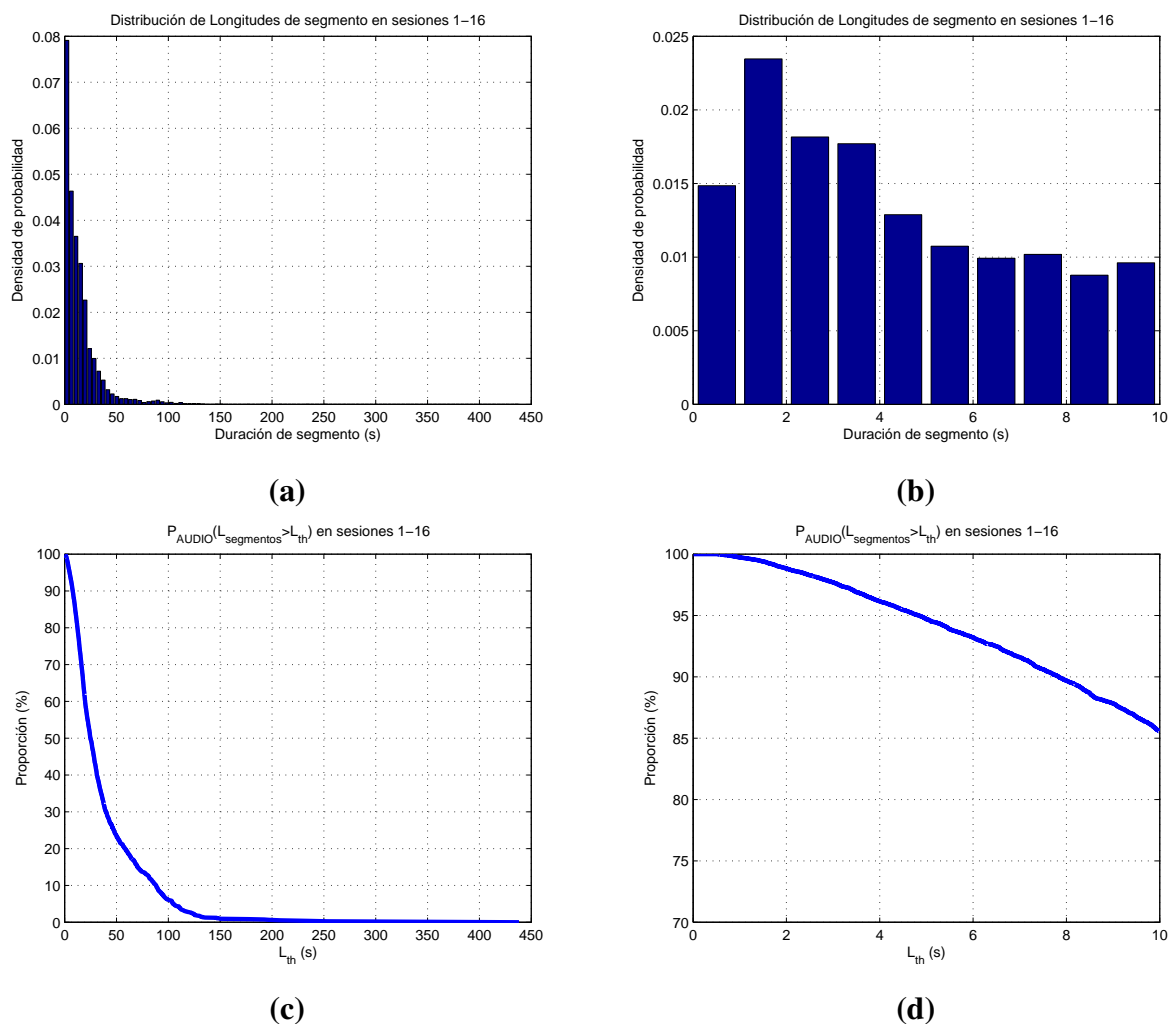 Distribución de Longitudes de segmento en sesiones 1−16
0.08
0.07
0.06
0.05
0.04
0.03
0.02
0.01
0
Densidad de probabilidad
0 50 100 150 200 250 300 350 400 450
Duración de segmento (s)
(a)
Distribución de Longitudes de segmento en sesiones 1−16
0.025
0.02
0.015
0.01
0.005
0
Densidad de probabilidad
0 2 4 6 8 10
Duración de segmento (s)
(b)
P_AUDIO(L_segmentos>L_th) en sesiones 1−16
100
90
80
70
60
50
40
30
20
10
0
Proporción (%)
0 50 100 150 200 250 300 350 400 450
L_th (s)
(c)
P_AUDIO(L_segmentos>L_th) en sesiones 1−16
100
95
90
85
80
75
70
Proporción (%)
0 2 4 6 8 10
L_th (s)
(d)